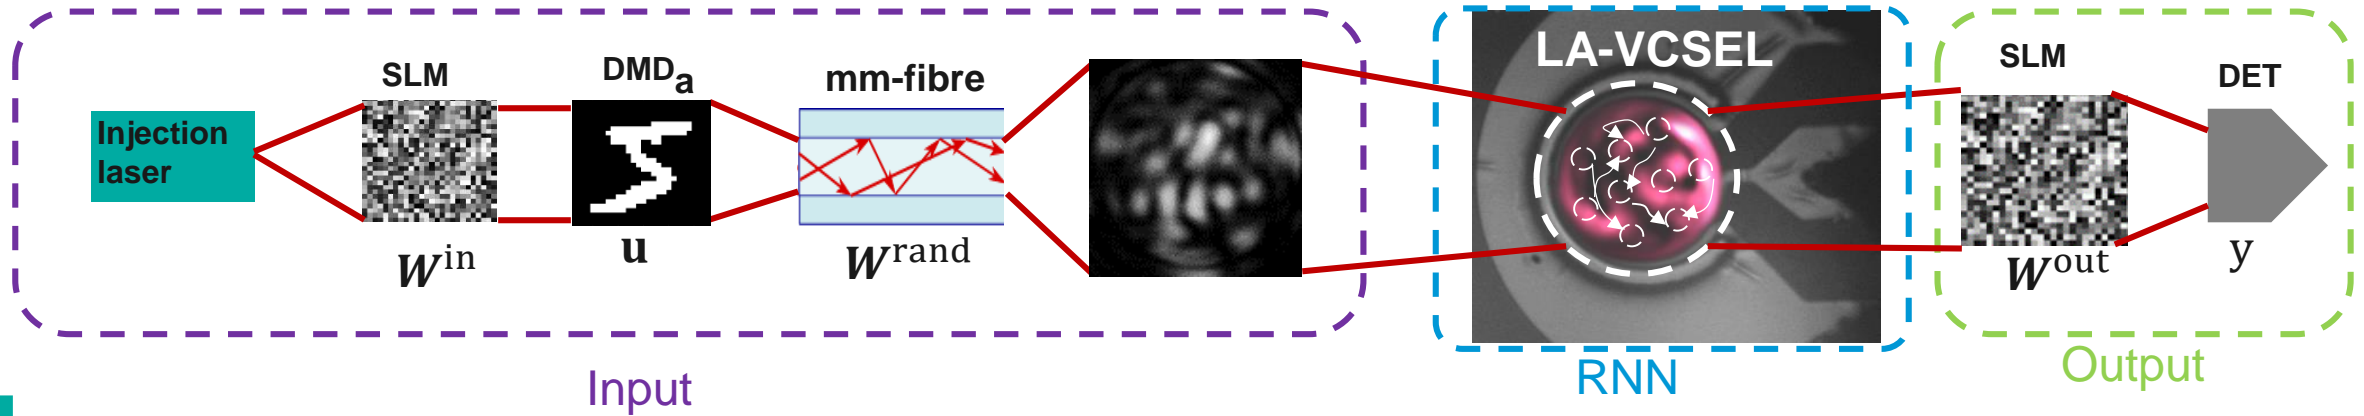 Injection
laser
SLM
W^in
DMD_a
u
mm-fibre
W^rand
Input
LA-VCSEL
RNN
SLM
W^out
DET
y
Output